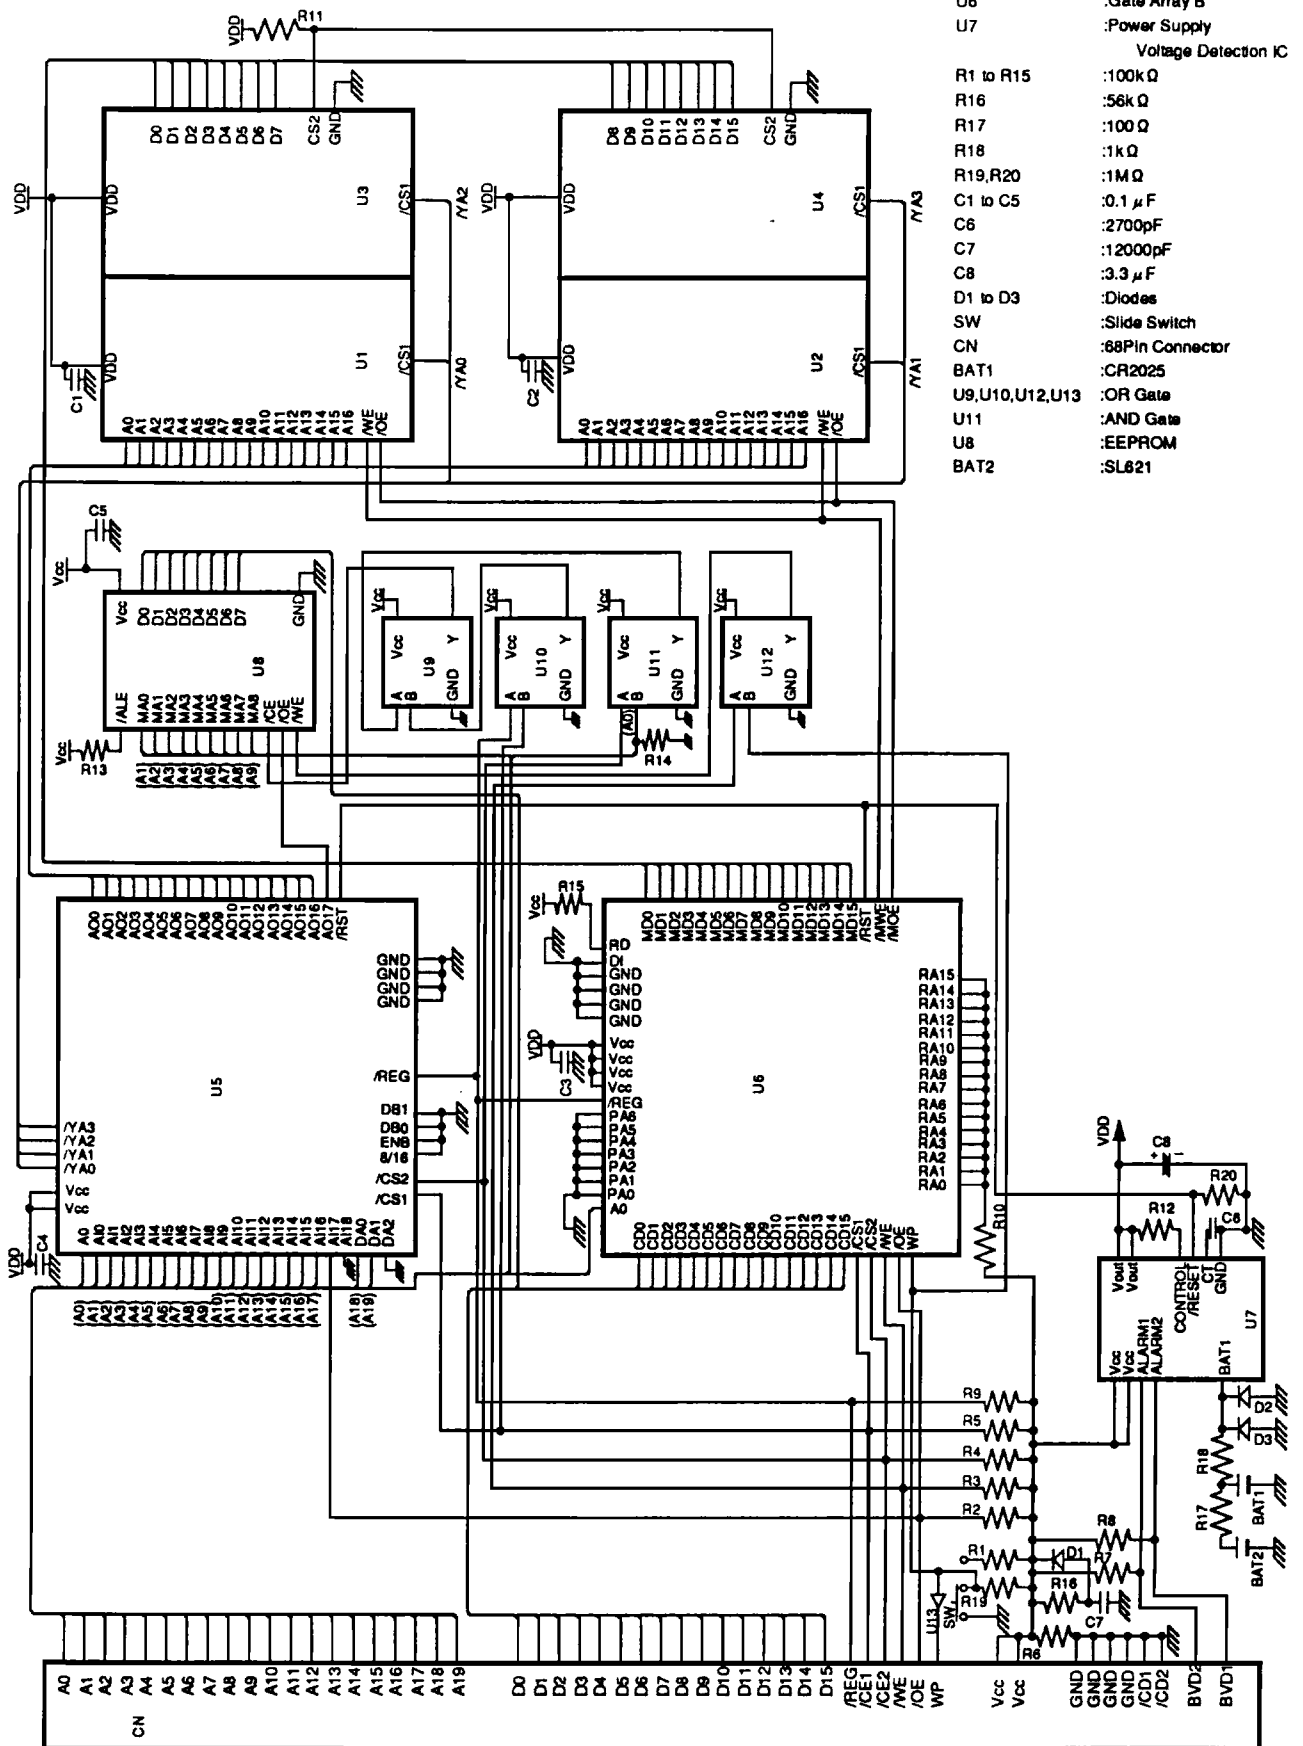 U6 :Gate Array B
U7 :Power Supply
Voltage Detection IC
R1 to R15 :100kΩ
R16 :56kΩ
R17 :100Ω
R18 :1kΩ
R19,R20 :1MΩ
C1 to C5 :0.1μF
C6 :2700pF
C7 :12000pF
C8 :3.3μF
D1 to D3 :Diodes
SW :Slide Switch
CN :68Pin Connector
BAT1 :CR2025
U9,U10,U12,U13 :OR Gate
U11 :AND Gate
U8 :EEPROM
BAT2 :SL621
VDD R11
D0 D1 D2 D3 D4 D5 D6 D7 CS2 GND
VDD VDD U3 /CS1 /YA2
C1 VDD U1 /CS1 /YA0
A0 A1 A2 A3 A4 A5 A6 A7 A8 A9 A10 A11 A12 A13 A14 A15 A16 /WE /OE
D8 D9 D10 D11 D12 D13 D14 D15 CS2 GND
VDD VDD U4 /CS1 /YA3
C2 VDD U2 /CS1 /YA1
A0 A1 A2 A3 A4 A5 A6 A7 A8 A9 A10 A11 A12 A13 A14 A15 A16 /WE /OE
C5 Vcc
Vcc D0 D1 D2 D3 D4 D5 D6 D7 GND
U8
/ALE MA0 MA1 MA2 MA3 MA4 MA5 MA6 MA7 MA8 /CE /OE /WE
Vcc R13
(A1) (A2) (A3) (A4) (A5) (A6) (A7) (A8) (A9)
Vcc Vcc Y U9 A B GND
Vcc Vcc Y U10 A B GND
Vcc Vcc Y U11 A B GND (A0) R14
Vcc Vcc Y U12 A B GND
AO0 AO1 AO2 AO3 AO4 AO5 AO6 AO7 AO8 AO9 AO10 AO11 AO12 AO13 AO14 AO15 AO16 AO17 /RST
GND GND GND GND
U5
/REG
DB1 DB0 ENB 8/16
/CS2 /CS1
/YA3 /YA2 /YA1 /YA0
Vcc Vcc
VDD C4
A0 AI0 AI5 AI2 AI3 AI4 AI5 AI6 AI7 AI8 AI9 AI10 AI11 AI12 AI13 AI14 AI15 AI16 AI17 AI18 DA0 DA1 DA2
(A0) (A1) (A2) (A3) (A4) (A5) (A6) (A7) (A8) (A9) (A10) (A11) (A12) (A13) (A14) (A15) (A16) (A17) (A18) (A19)
Vcc R15
MD0 MD1 MD2 MD3 MD4 MD5 MD6 MD7 MD8 MD9 MD10 MD11 MD12 MD13 MD14 MD15 /RST /MWE /MOE
RD DI GND GND GND GND
VDD C3
Vcc Vcc Vcc Vcc
/REG PA6 PA5 PA4 PA3 PA2 PA1 PA0 A0
U6
RA15 RA14 RA13 RA12 RA11 RA10 RA9 RA8 RA7 RA6 RA5 RA4 RA3 RA2 RA1 RA0
CD0 CD1 CD2 CD3 CD4 CD5 CD6 CD7 CD8 CD9 CD10 CD11 CD12 CD13 CD14 CD15 /CS1 /CS2 /WE /OE WP
R10
VDD C8 + - R20 R12 C6
Vout Vout CONTROL /RESET CT GND
U7
Vcc Vcc ALARM1 ALARM2 BAT1
D2 D3 R18 BAT1 R17 BAT2
R9 R5 R4 R3 R2 R1 R19
R8 D1 R7 R16 C7 R6
U13 SW
A0 A1 A2 A3 A4 A5 A6 A7 A8 A9 A10 A11 A12 A13 A14 A15 A16 A17 A18 A19
D0 D1 D2 D3 D4 D5 D6 D7 D8 D9 D10 D11 D12 D13 D14 D15
/REG /CE1 /CE2 /WE /OE WP
Vcc Vcc GND GND GND GND /CD1 /CD2 BVD2 BVD1
CN